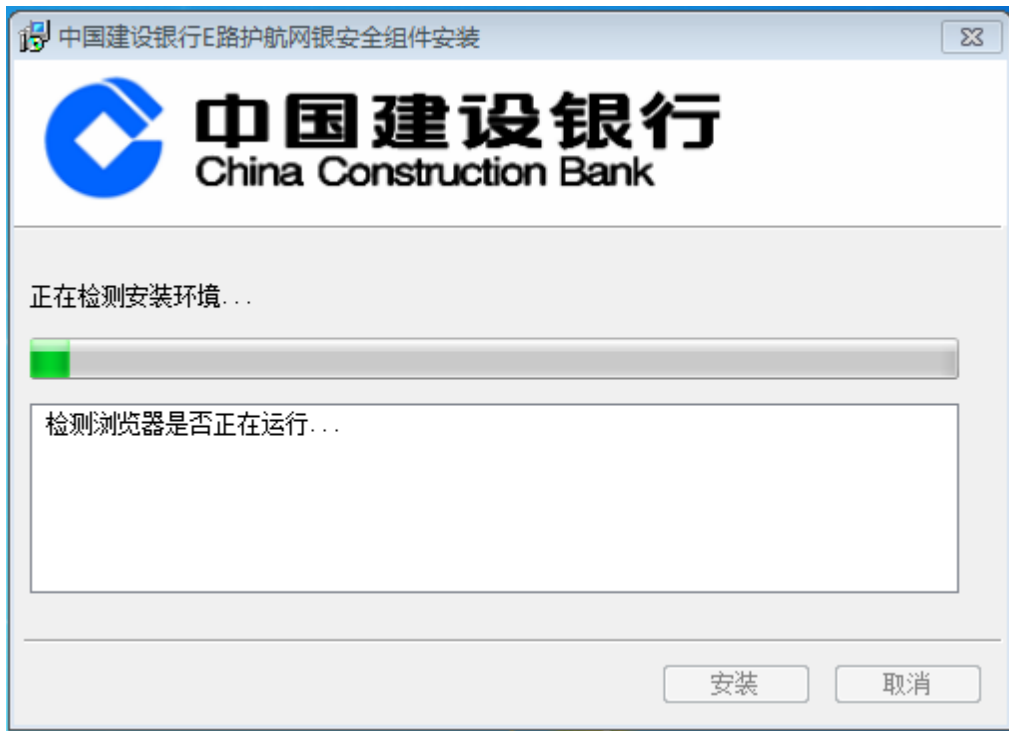 中国建设银行E路护航网银安全组件安装
中国建设银行
China Construction Bank
正在检测安装环境...
检测浏览器是否正在运行...
安装
取消